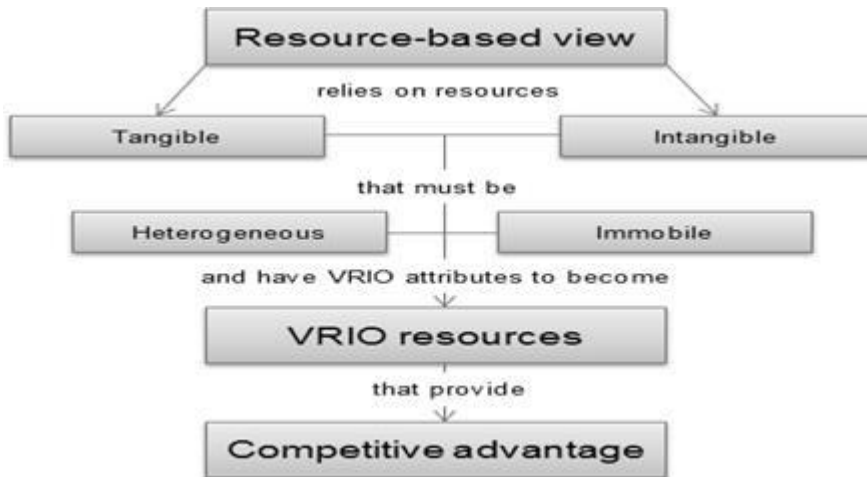 Resource-based view
relies on resources
Tangible
Intangible
that must be
Heterogeneous
Immobile
and have VRIO attributes to become
VRIO resources
that provide
Competitive advantage